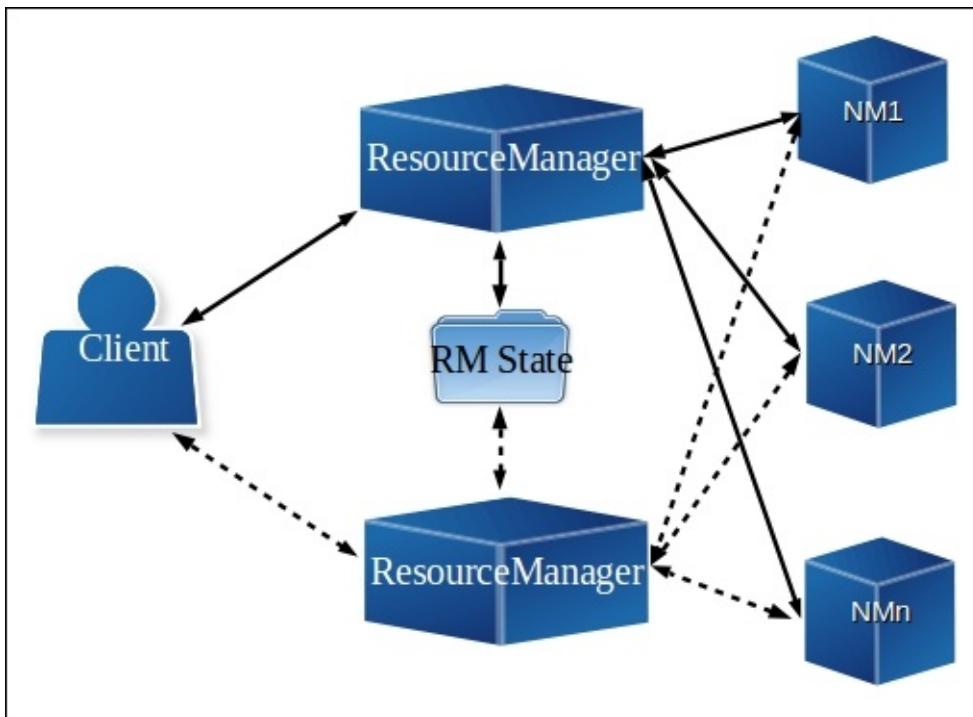 ResourceManager
NM1
Client
RM State
NM2
ResourceManager
NMn